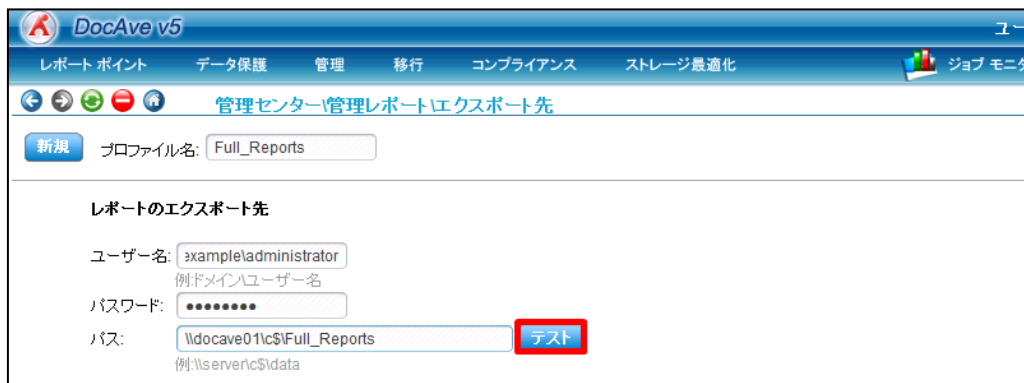 DocAve v5
ユー
レポート ポイント データ保護 管理 移行 コンプライアンス ストレージ最適化 ジョブ モニタ
管理センター\管理レポート\エクスポート先
新規 プロファイル名: Full_Reports
レポートのエクスポート先
ユーザー名: example\administrator
例:ドメイン\ユーザー名
パスワード: ••••••••
パス: \\docave01\c$\Full_Reports テスト
例:\\server\c$\data